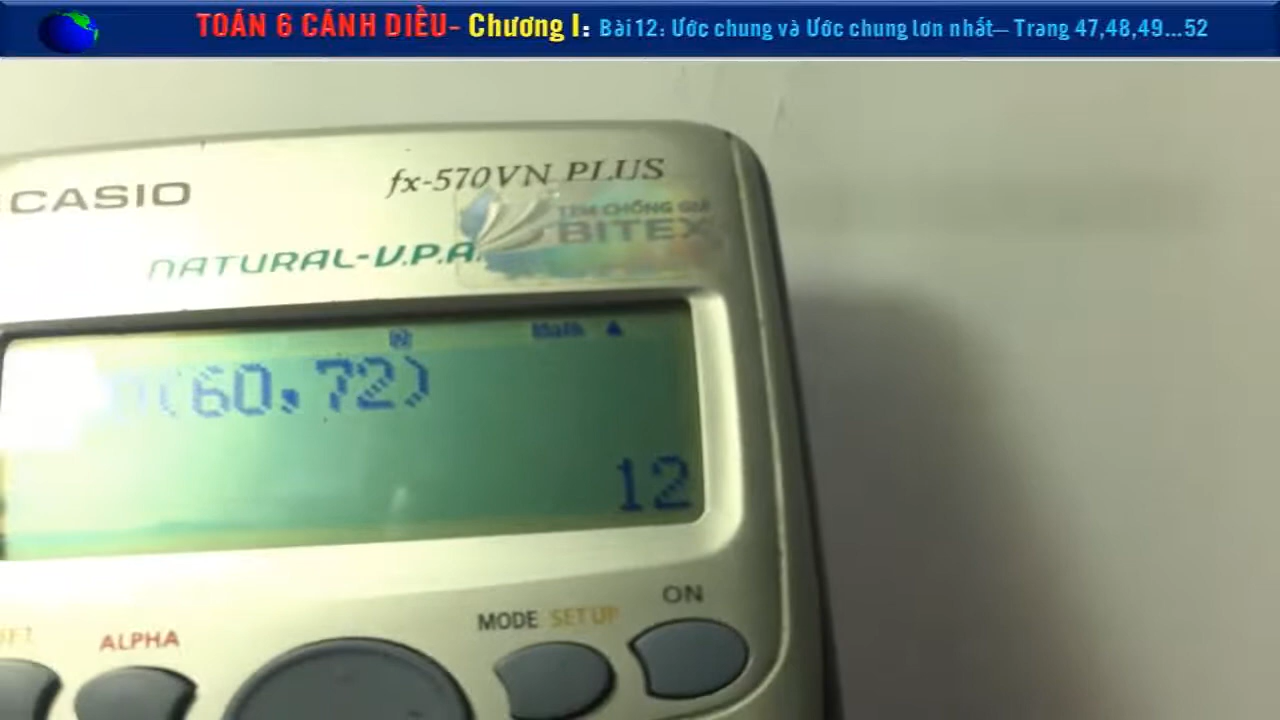 TOÁN 6 CÁNH DIỀU- Chương I: Bài 12: Ước chung và Ước chung lơn nhất– Trang 47,48,49...52
CASIO
fx-570VN PLUS
TEM CHỐNG GIẢ
BITEX
NATURAL-V.P.A.
Math ▲
(60,72)
12
ALPHA
MODE SETUP
ON